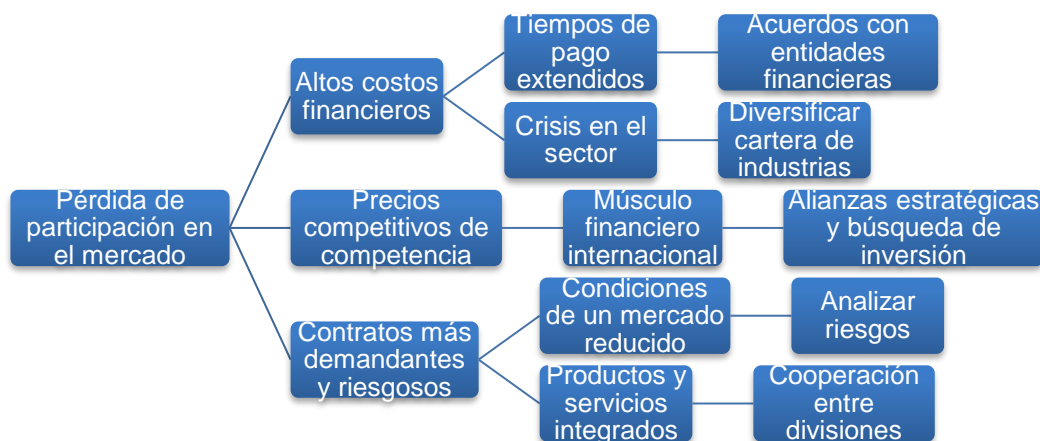 Tiempos de
pago
extendidos
Acuerdos con
entidades
financieras
Altos costos
financieros
Crisis en el
sector
Diversificar
cartera de
industrias
Pérdida de
participación en
el mercado
Precios
competitivos de
competencia
Músculo
financiero
internacional
Alianzas estratégicas
y búsqueda de
inversión
Contratos más
demandantes
y riesgosos
Condiciones
de un mercado
reducido
Analizar
riesgos
Productos y
servicios
integrados
Cooperación
entre
divisiones